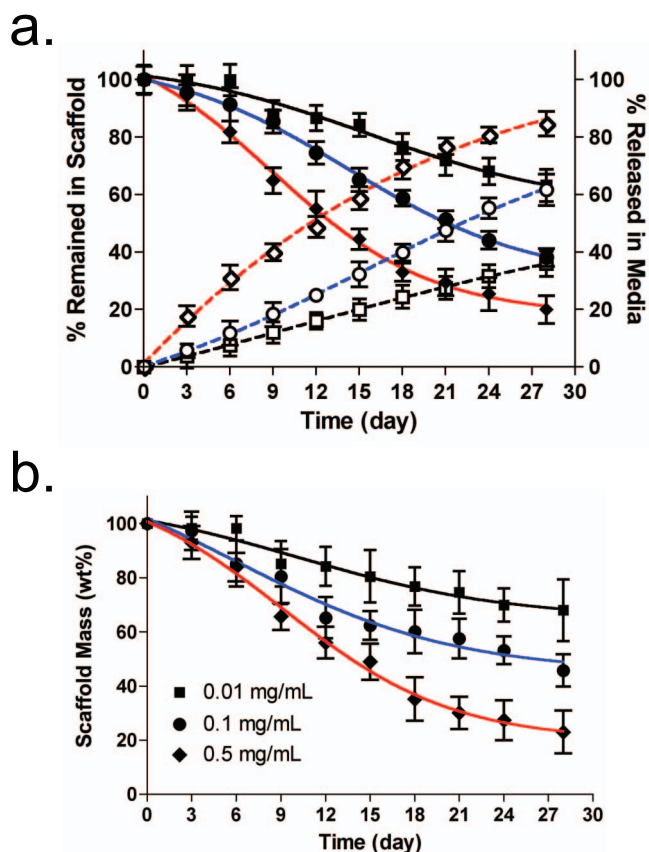 a.
% Remained in Scaffold
% Released in Media
100
80
60
40
20
0
100
80
60
40
20
0
0 3 6 9 12 15 18 21 24 27 30
Time (day)
b.
Scaffold Mass (wt%)
100
80
60
40
20
0
0.01 mg/mL
0.1 mg/mL
0.5 mg/mL
0 3 6 9 12 15 18 21 24 27 30
Time (day)